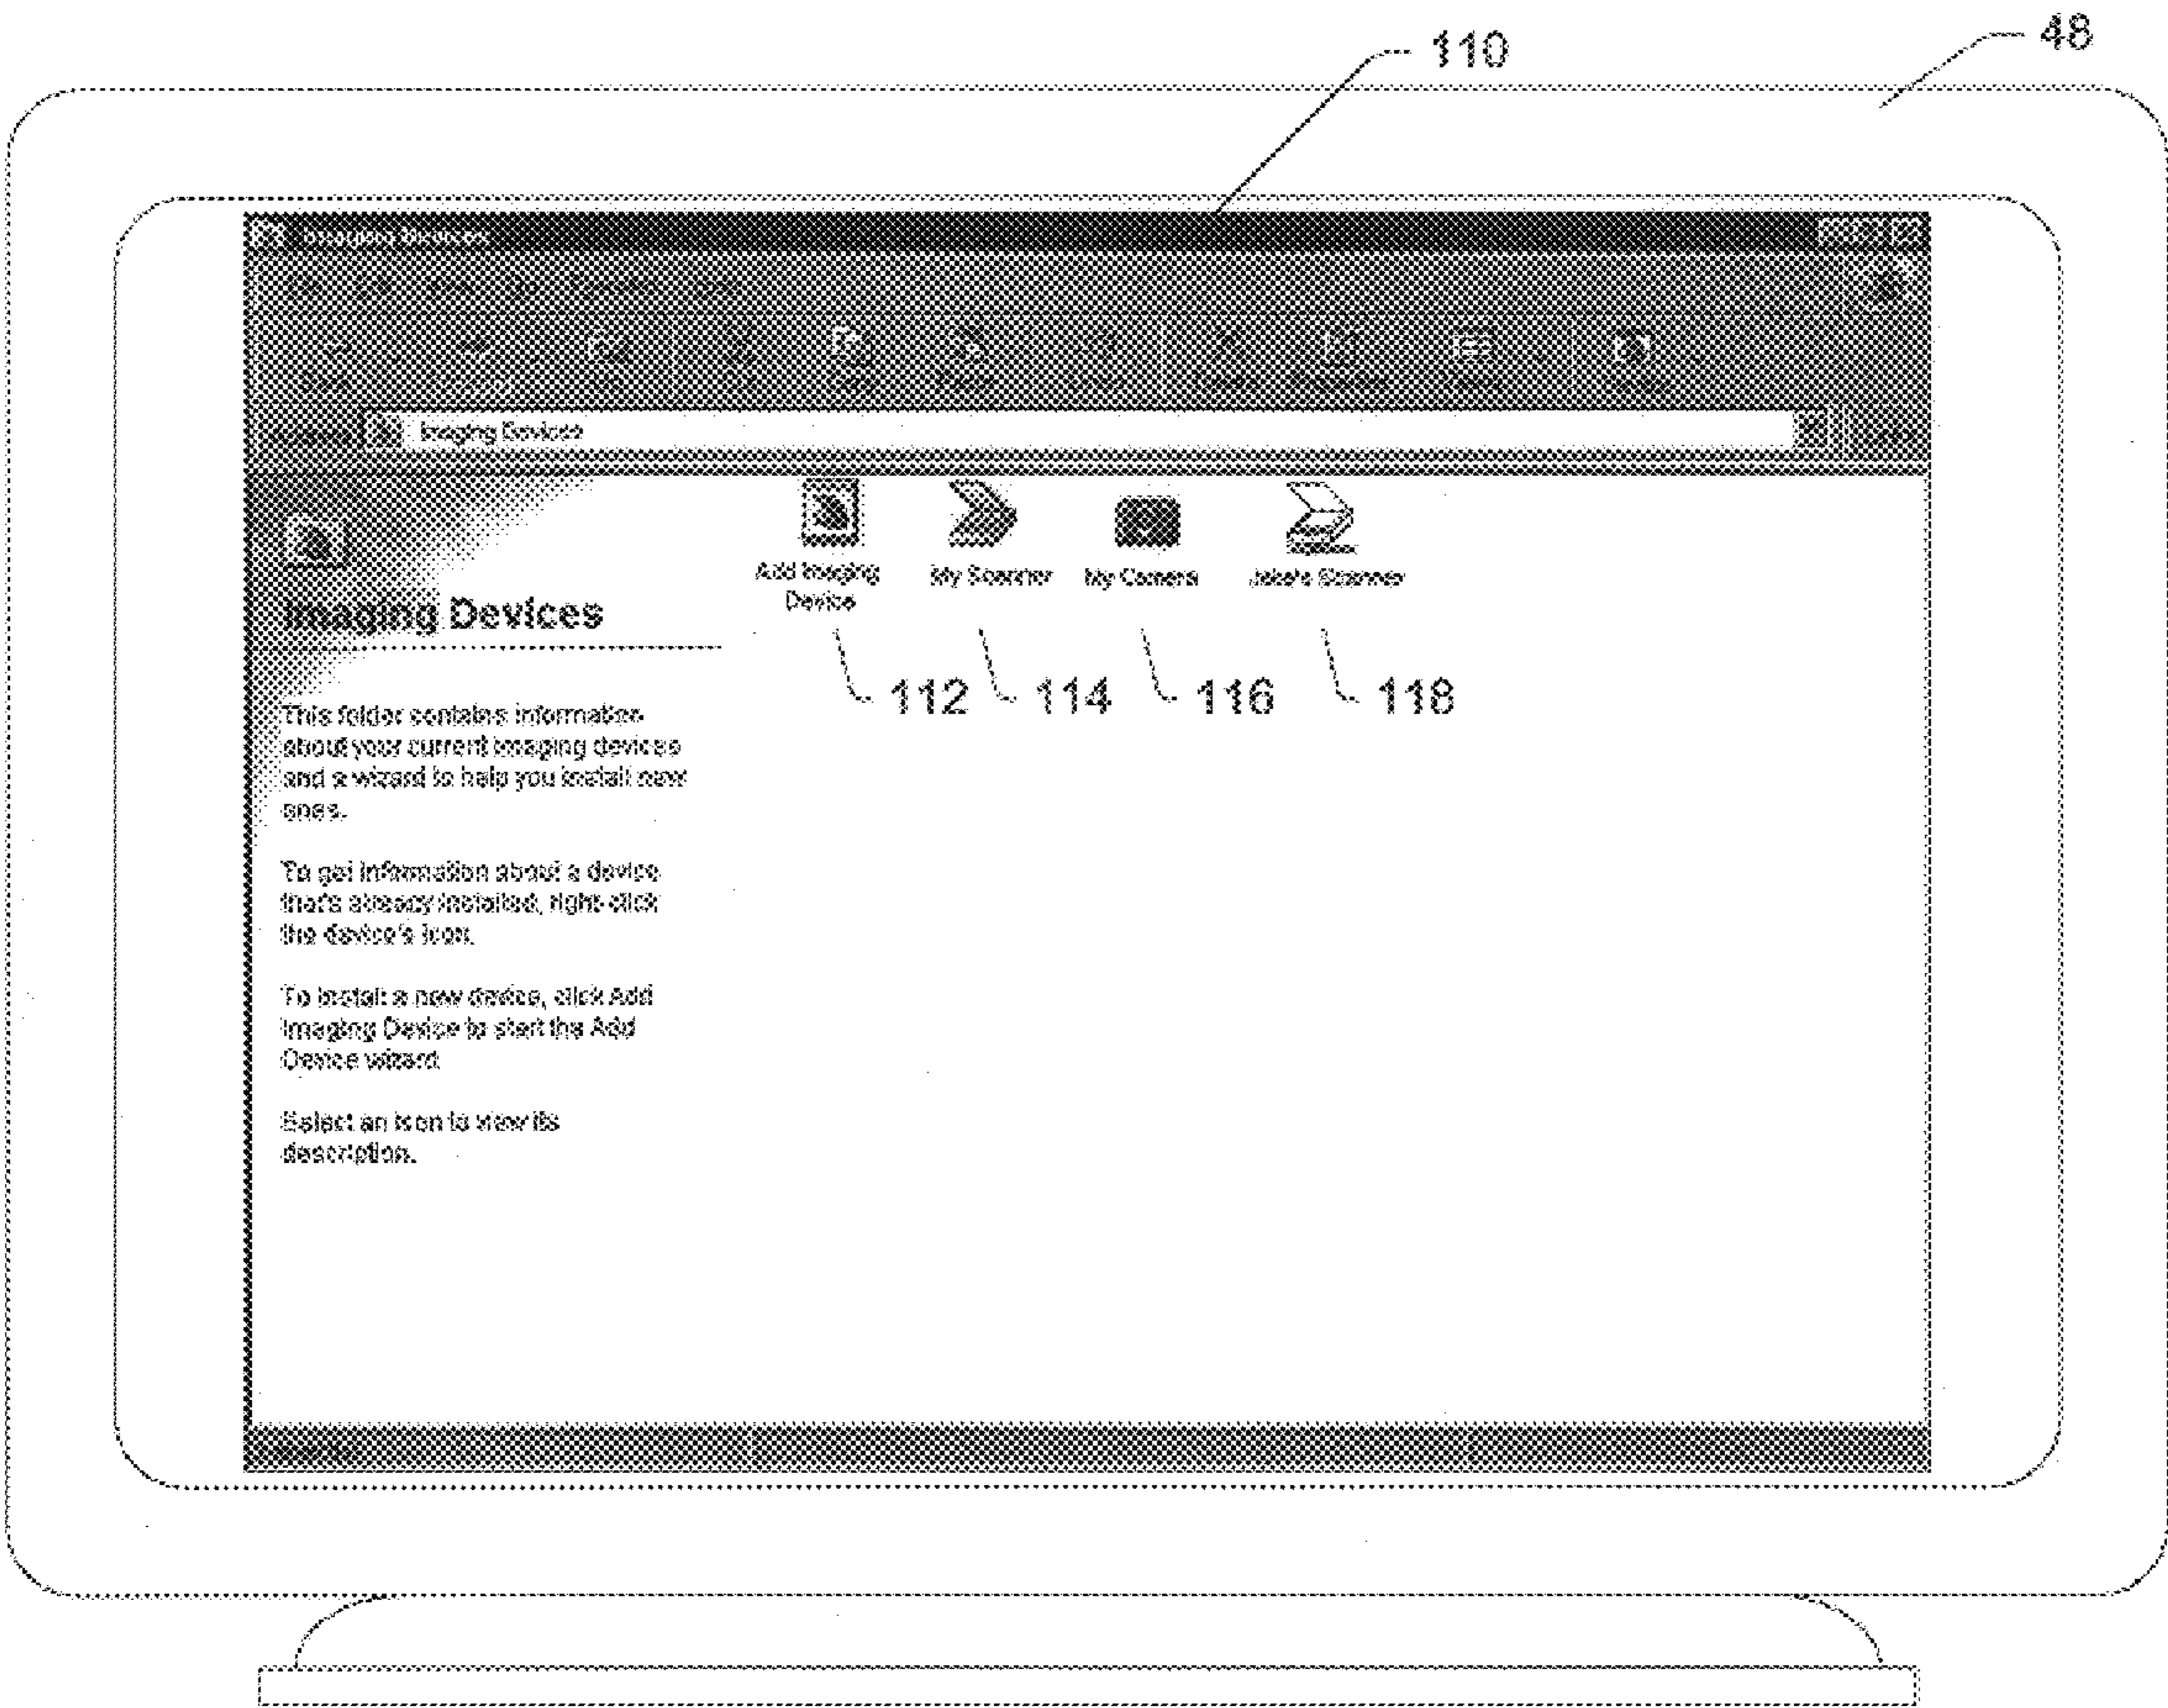 110
48
Imaging Devices
Imaging Devices
Add Imaging
Device
My Scanner
My Camera
Jake's Scanner
Imaging Devices
112
114
116
118
This folder contains information
about your current imaging devices
and a wizard to help you install new
ones.
To get information about a device
that's already installed, right-click
the device's icon.
To install a new device, click Add
Imaging Device to start the Add
Device wizard.
Select an icon to view its
description.